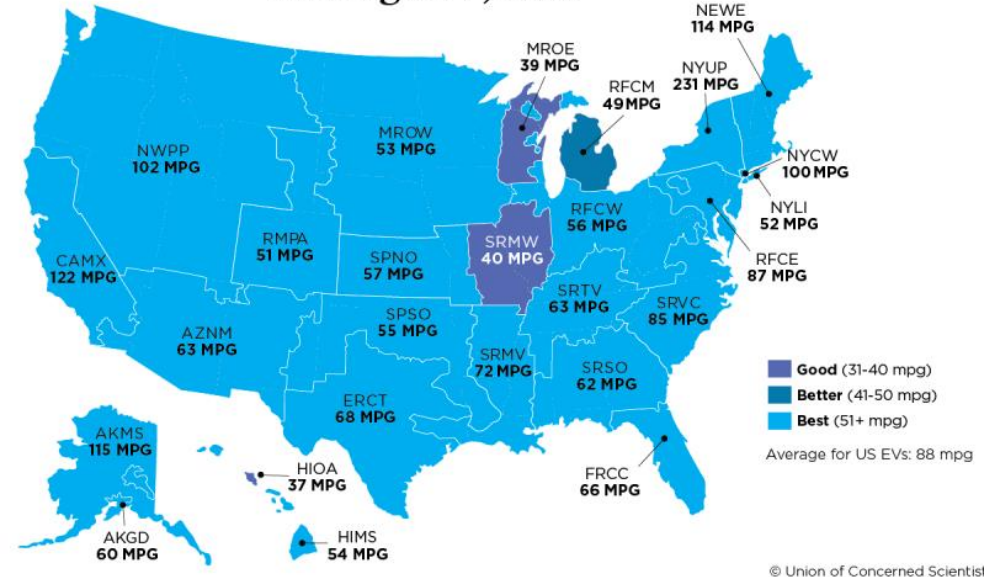 NEWE
114 MPG
MROE
39 MPG
NYUP
231 MPG
RFCM
49 MPG
MROW
53 MPG
NWPP
102 MPG
NYCW
100 MPG
NYLI
52 MPG
RFCW
56 MPG
RMPA
51 MPG
SRMW
40 MPG
RFCE
87 MPG
CAMX
122 MPG
SPNO
57 MPG
SRTV
63 MPG
SRVC
85 MPG
SPSO
55 MPG
AZNM
63 MPG
SRMV
72 MPG
SRSO
62 MPG
ERCT
68 MPG
Good (31-40 mpg)
Better (41-50 mpg)
Best (51+ mpg)
Average for US EVs: 88 mpg
AKMS
115 MPG
HIOA
37 MPG
FRCC
66 MPG
AKGD
60 MPG
HIMS
54 MPG
© Union of Concerned Scientist